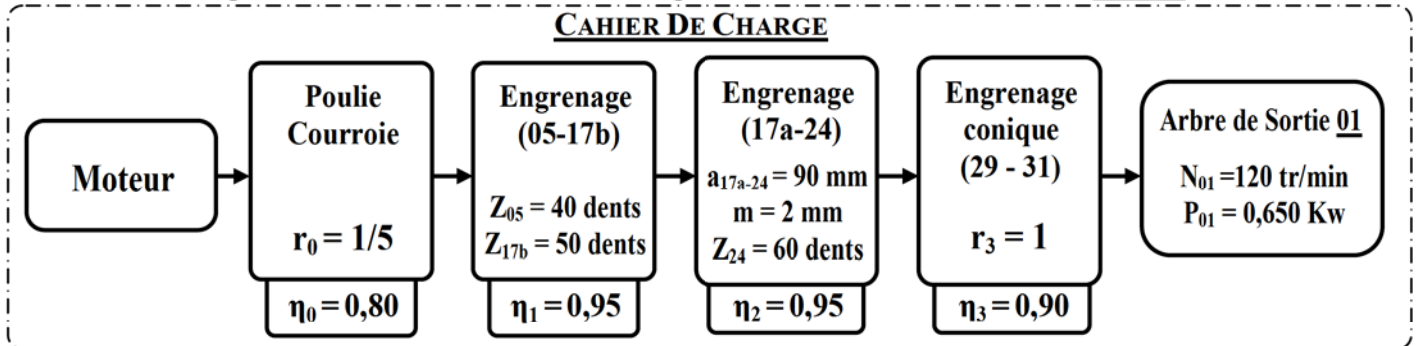 CAHIER DE CHARGE
Moteur
Poulie
Courroie
r₀ = 1/5
η₀ = 0,80
Engrenage
(05-17b)
Z₀₅ = 40 dents
Z₁₇b = 50 dents
η₁ = 0,95
Engrenage
(17a-24)
a₁₇a-₂₄ = 90 mm
m = 2 mm
Z₂₄ = 60 dents
η₂ = 0,95
Engrenage
conique
(29 - 31)
r₃ = 1
η₃ = 0,90
Arbre de Sortie 01
N₀₁ =120 tr/min
P₀₁ = 0,650 Kw